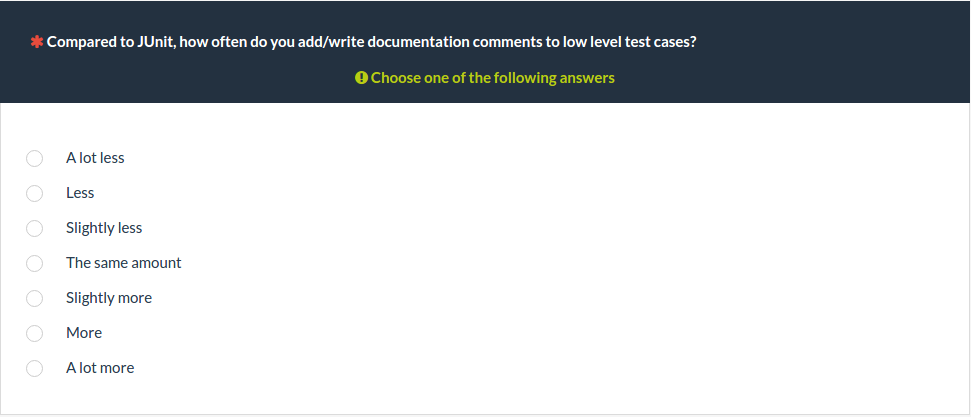 ✱ Compared to JUnit, how often do you add/write documentation comments to low level test cases?
Choose one of the following answers
A lot less
Less
Slightly less
The same amount
Slightly more
More
A lot more